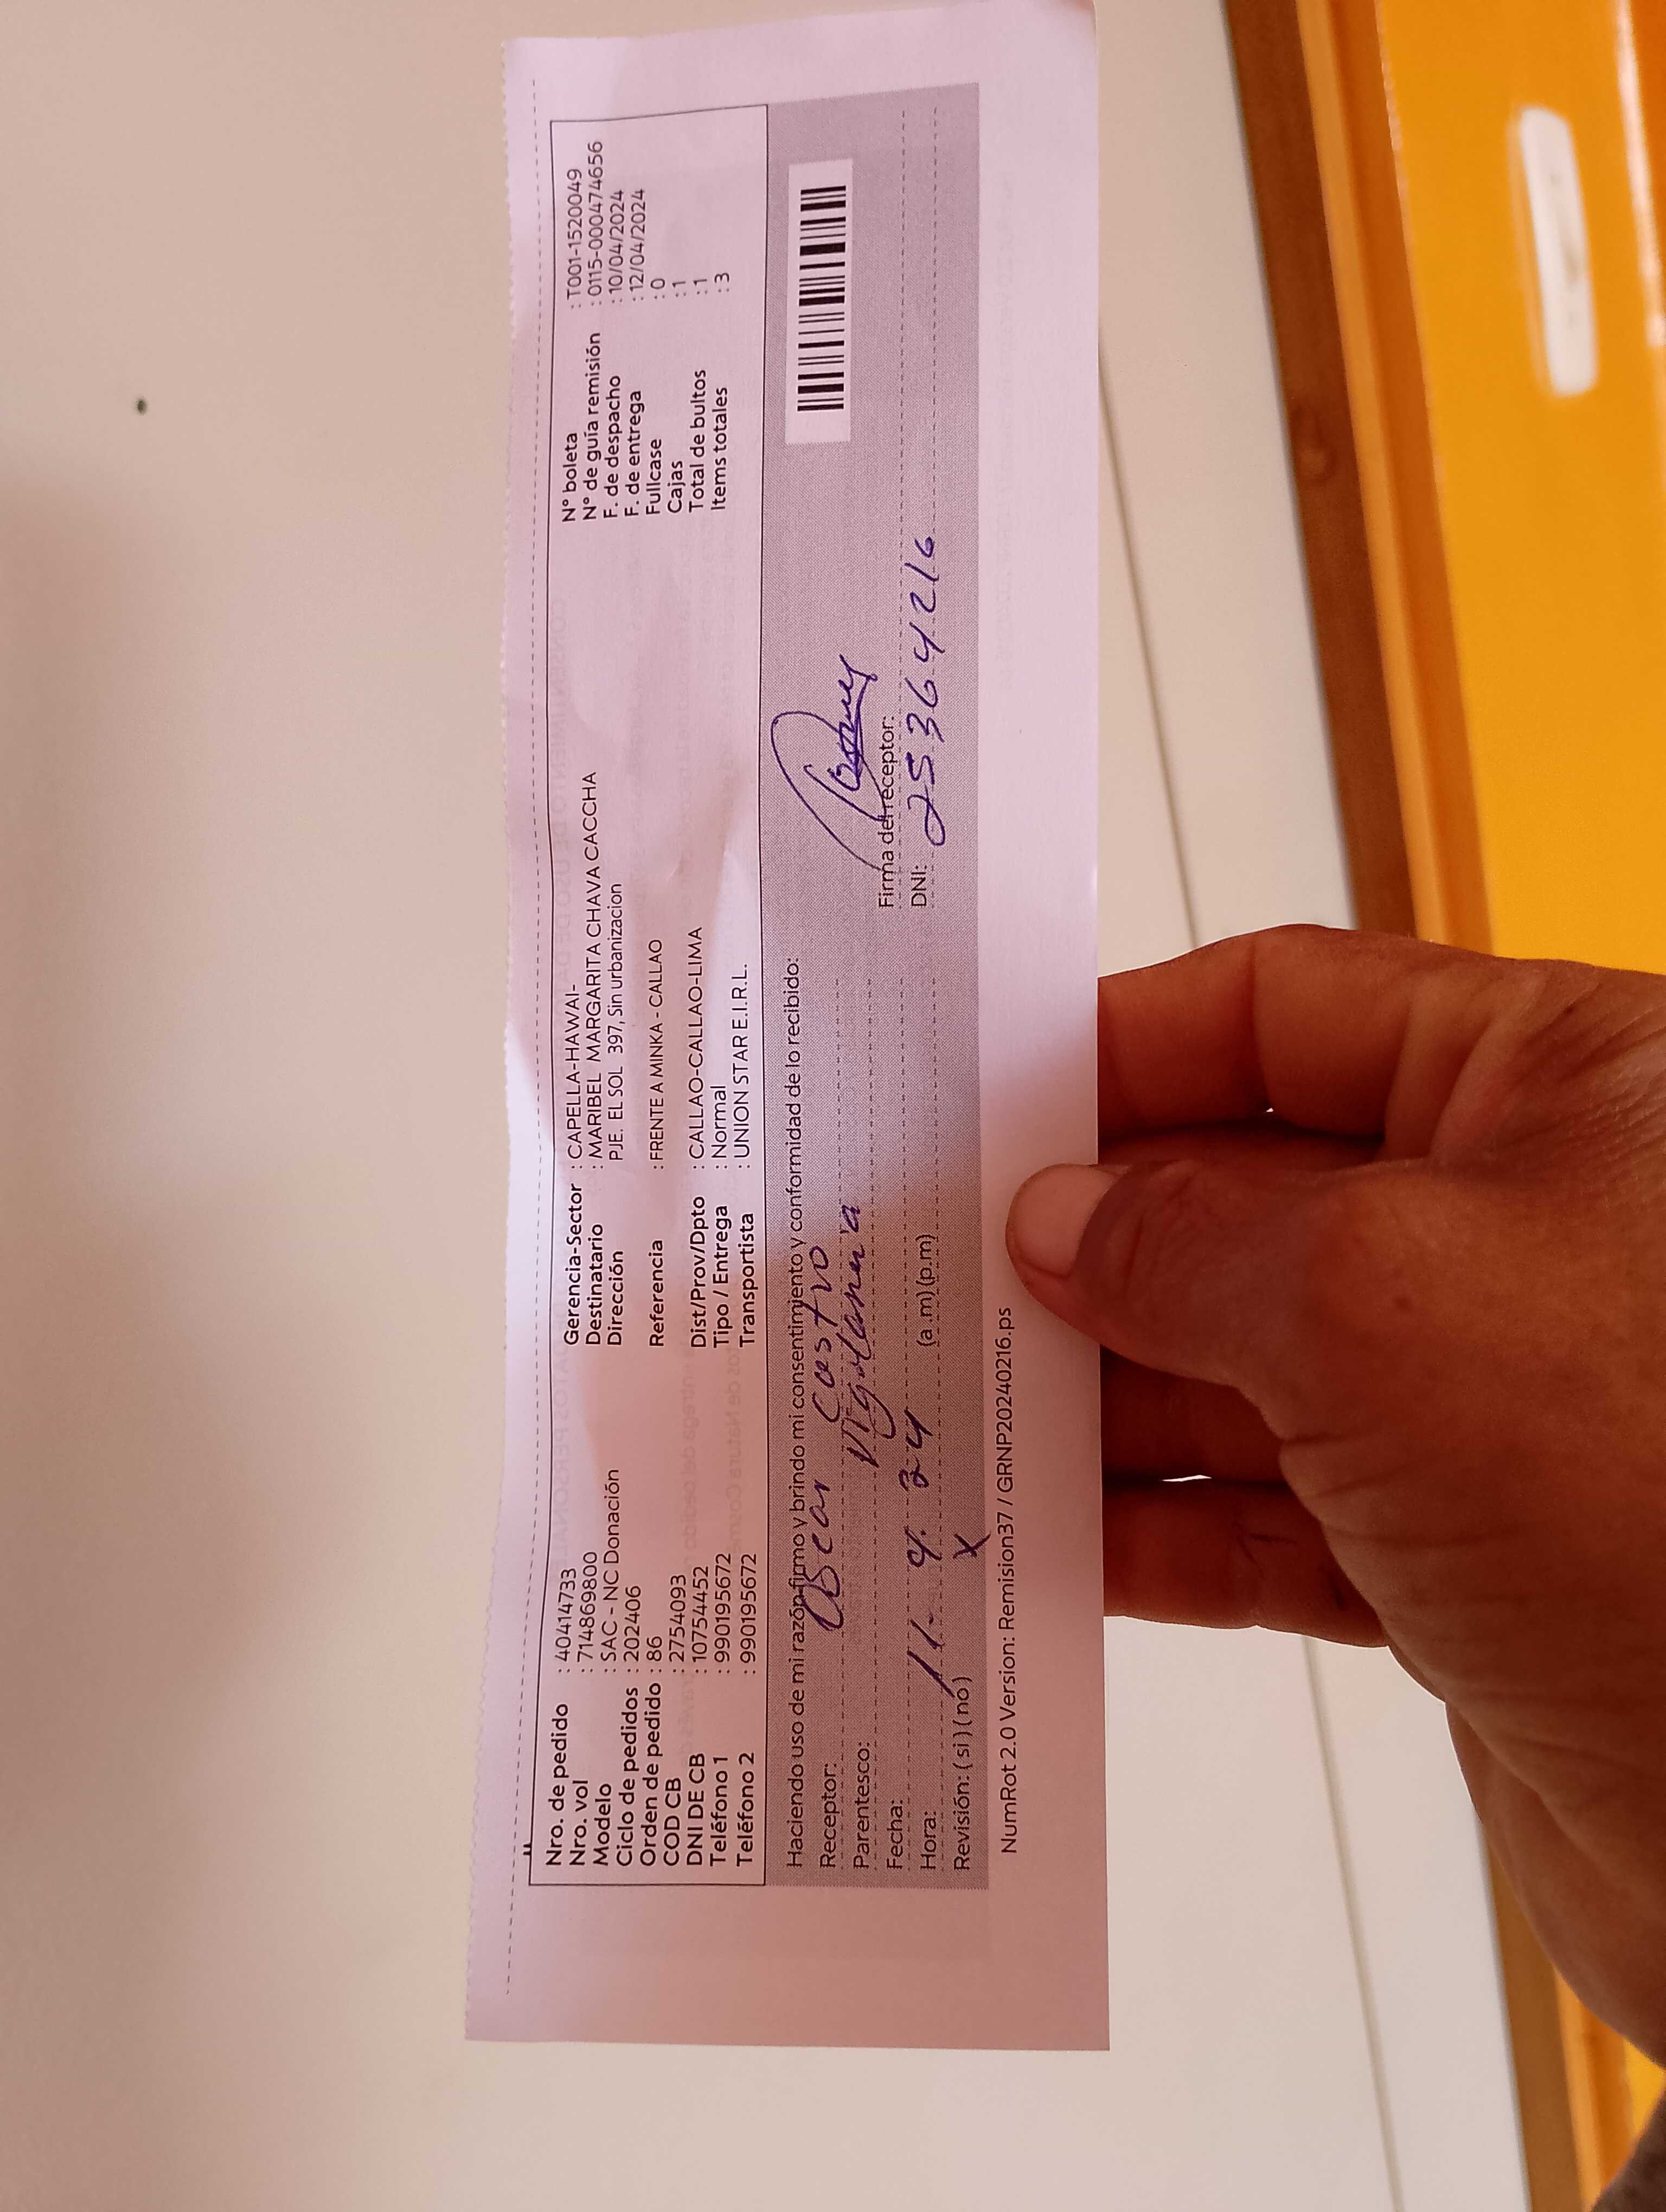 Nro. de pedido : 40414733
Nro. vol : 714869800
Modelo : SAC - NC Donación
Ciclo de pedidos : 202406
Orden de pedido : 86
COD CB : 2754093
DNI DE CB : 10754452
Teléfono 1 : 990195672
Teléfono 2 : 990195672
Gerencia-Sector : CAPELLA-HAWAI-
Destinatario : MARIBEL MARGARITA CHAVA CACCHA
Dirección PJE. EL SOL 397, Sin urbanizacion
Referencia : FRENTE A MINKA - CALLAO
Dist/Prov/Dpto : CALLAO-CALLAO-LIMA
Tipo / Entrega : Normal
Transportista : UNION STAR E.I.R.L.
N° boleta : T001-1520049
N° de guía remisión : 0115-0000474656
F. de despacho : 10/04/2024
F. de entrega : 12/04/2024
Fullcase : 0
Cajas : 1
Total de bultos : 1
Items totales : 3
Haciendo uso de mi razón firmo y brindo mi consentimiento y conformidad de lo recibido:
Receptor: Oscar Castro
Parentesco: Vigilancia
Fecha: 11. 4. 24
Hora: (a.m) (p.m)
Revisión: ( si ) ( no ) X
Firma del receptor:
DNI: 25364216
NumRot 2.0 Version: Remision37 / GRNP20240216.ps